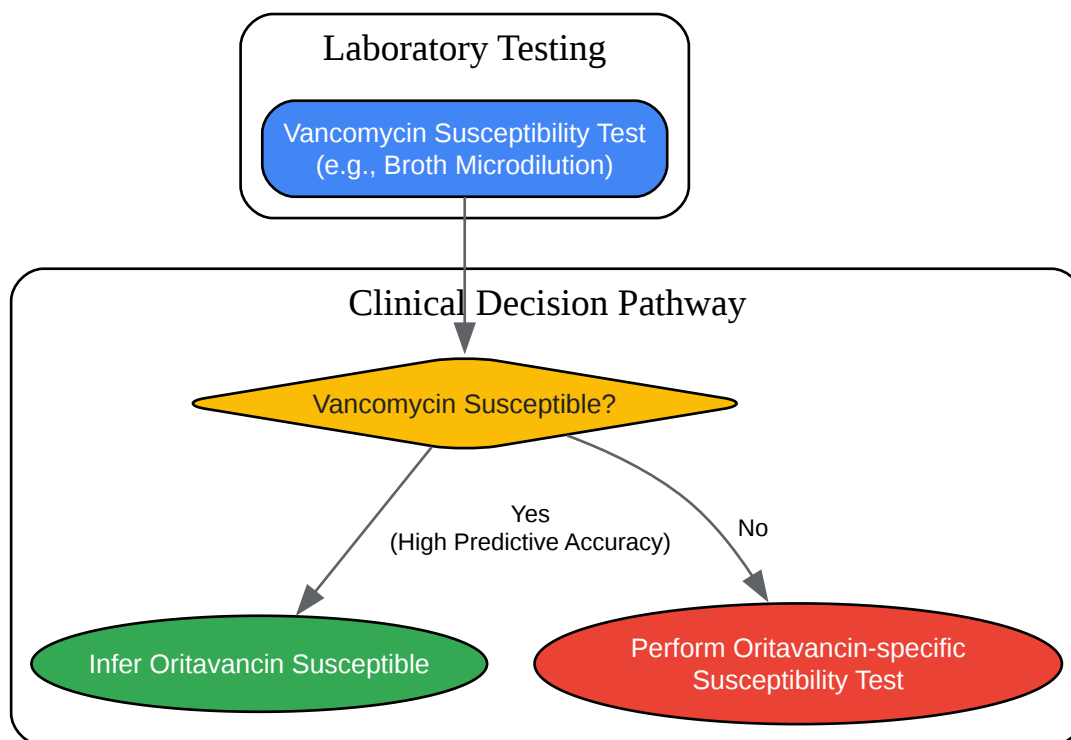 Laboratory Testing
Vancomycin Susceptibility Test
(e.g., Broth Microdilution)
Clinical Decision Pathway
Vancomycin Susceptible?
Yes
(High Predictive Accuracy)
No
Infer Oritavancin Susceptible
Perform Oritavancin-specific
Susceptibility Test